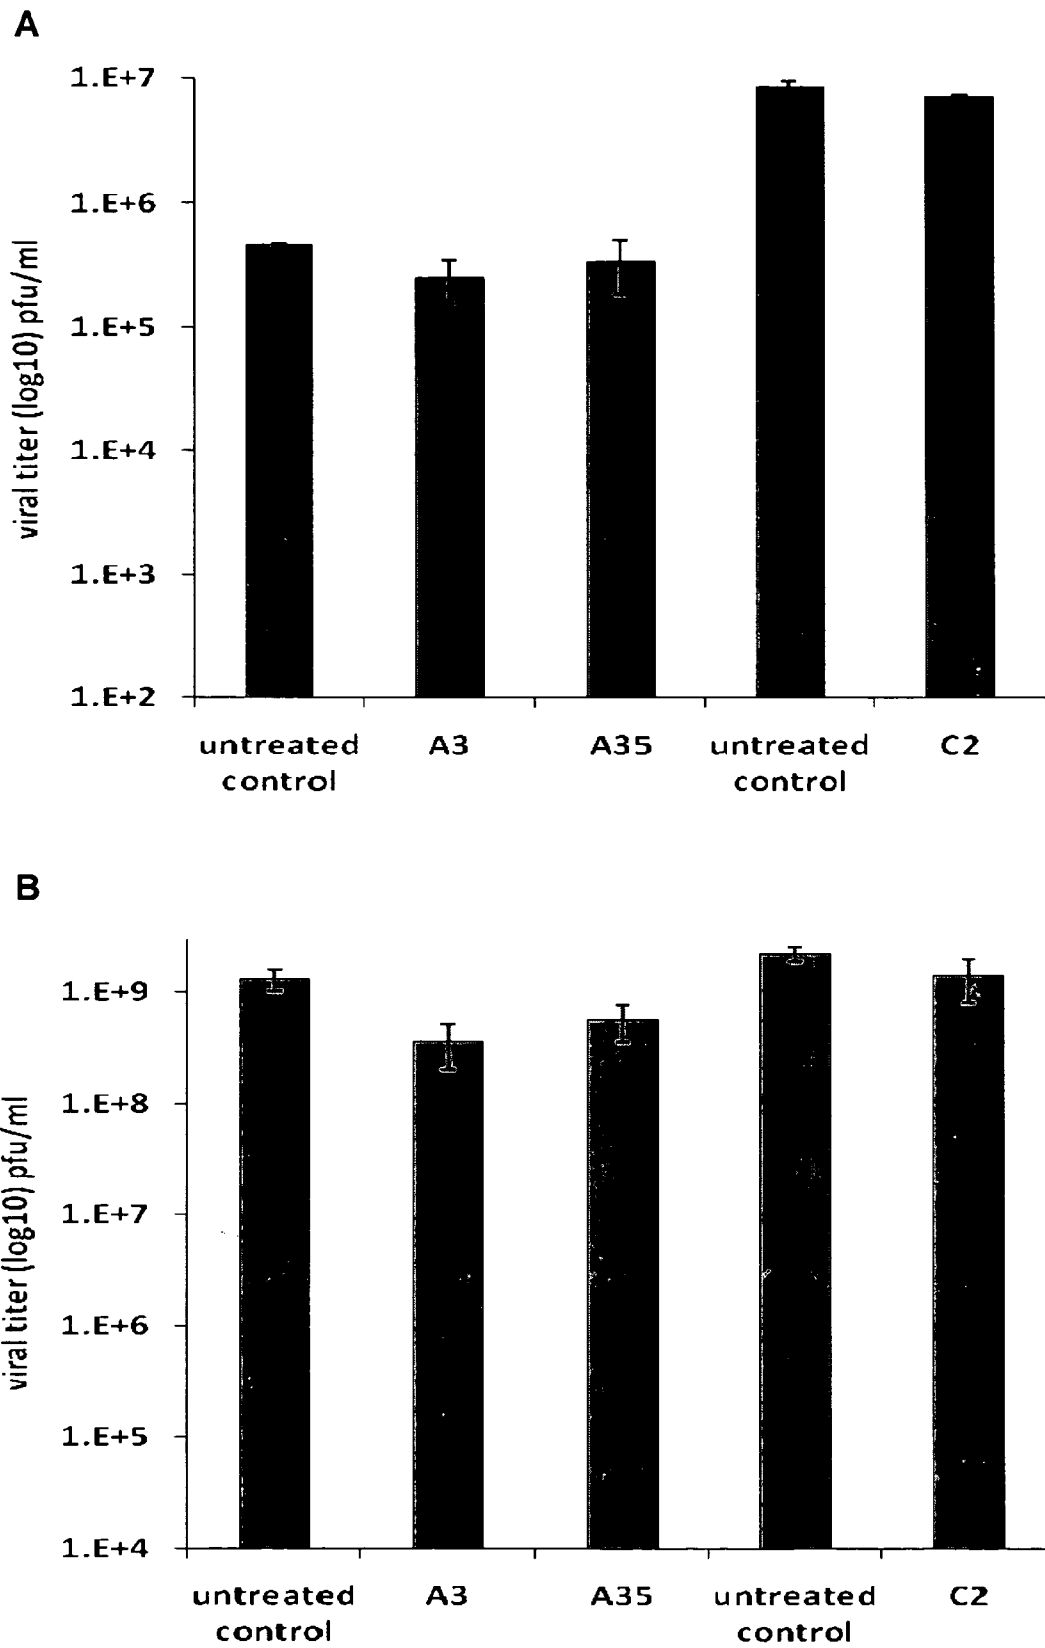 A
1.E+7
1.E+6
1.E+5
1.E+4
1.E+3
1.E+2
viral titer (log10) pfu/ml
untreated control
A3
A35
untreated control
C2
B
1.E+9
1.E+8
1.E+7
1.E+6
1.E+5
1.E+4
viral titer (log10) pfu/ml
untreated control
A3
A35
untreated control
C2